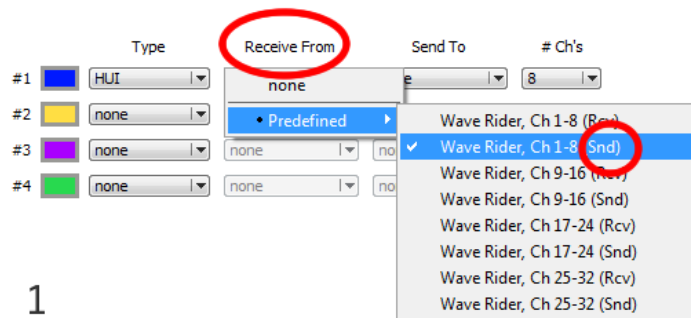 Type Receive From Send To # Ch's
#1 HUI none e 8
#2 none • Predefined Wave Rider, Ch 1-8 (Rcv)
#3 none none no ✓ Wave Rider, Ch 1-8 (Snd)
Wave Rider, Ch 9-16 (Rcv)
#4 none none no Wave Rider, Ch 9-16 (Snd)
Wave Rider, Ch 17-24 (Rcv)
Wave Rider, Ch 17-24 (Snd)
Wave Rider, Ch 25-32 (Rcv)
1 Wave Rider, Ch 25-32 (Snd)